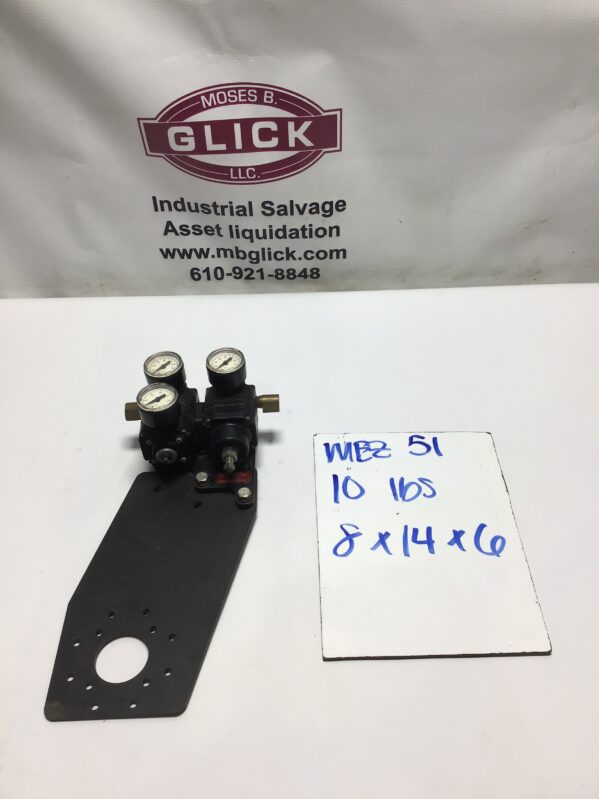 MOSES B.
GLICK
LLC.
Industrial Salvage
Asset liquidation
www.mbglick.com
610-921-8848
MEZ 51
10 lbs
8 x 14 x 6